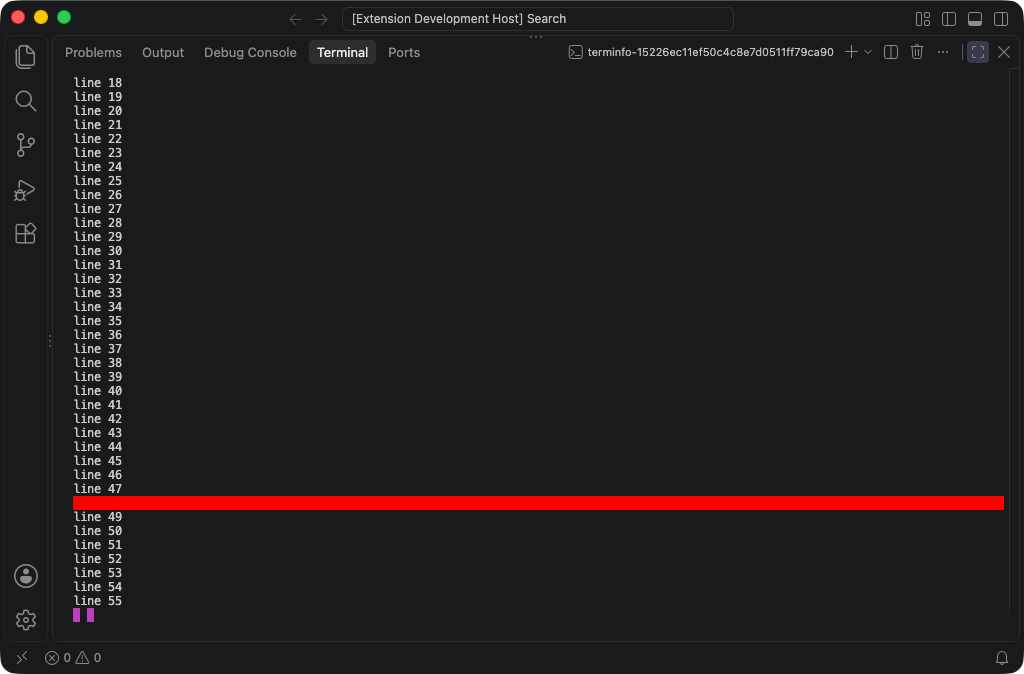 [Extension Development Host] Search
Problems Output Debug Console Terminal Ports terminfo-15226ec11ef50c4c8e7d0511ff79ca90
line 18
line 19
line 20
line 21
line 22
line 23
line 24
line 25
line 26
line 27
line 28
line 29
line 30
line 31
line 32
line 33
line 34
line 35
line 36
line 37
line 38
line 39
line 40
line 41
line 42
line 43
line 44
line 45
line 46
line 47
line 49
line 50
line 51
line 52
line 53
line 54
line 55
0 0